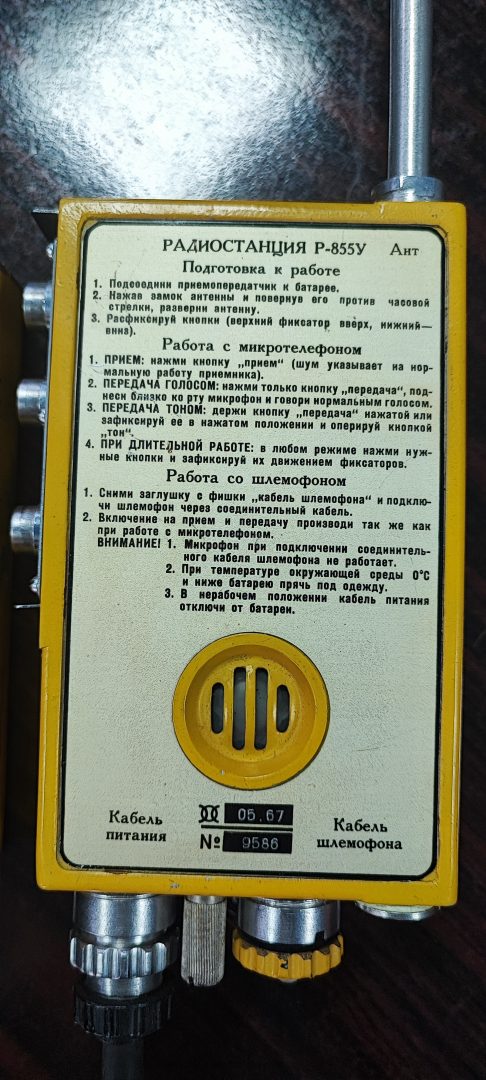 РАДИОСТАНЦИЯ Р-855У Ант
Подготовка к работе
1. Подсоедини приемопередатчик к батарее.
2. Нажав замок антенны и повернув его против часовой
стрелки, разверни антенну.
3. Расфиксируй кнопки (верхний фиксатор вверх, нижний—
вниз).
Работа с микротелефоном
1. ПРИЕМ: нажми кнопку „прием“ (шум указывает на нор-
мальную работу приемника).
2. ПЕРЕДАЧА ГОЛОСОМ: нажми только кнопку „передача“, под-
неси близко ко рту микрофон и говори нормальным голосом.
3. ПЕРЕДАЧА ТОНОМ: держи кнопку „передача“ нажатой или
зафиксируй ее в нажатом положении и оперируй кнопкой
„тон“.
4. ПРИ ДЛИТЕЛЬНОЙ РАБОТЕ: в любом режиме нажми нуж-
ные кнопки и зафиксируй их движением фиксаторов.
Работа со шлемофоном
1. Сними заглушку с фишки „кабель шлемофона“ и подклю-
чи шлемофон через соединительный кабель.
2. Включение на прием и передачу производи так же как
при работе с микротелефоном.
ВНИМАНИЕ! 1. Микрофон при подключении соединитель-
ного кабеля шлемофона не работает.
2. При температуре окружающей среды 0°С
и ниже батарею прячь под одежду.
3. В нерабочем положении кабель питания
отключи от батареи.
Кабель
питания
05.67
№ 9586
Кабель
шлемофона